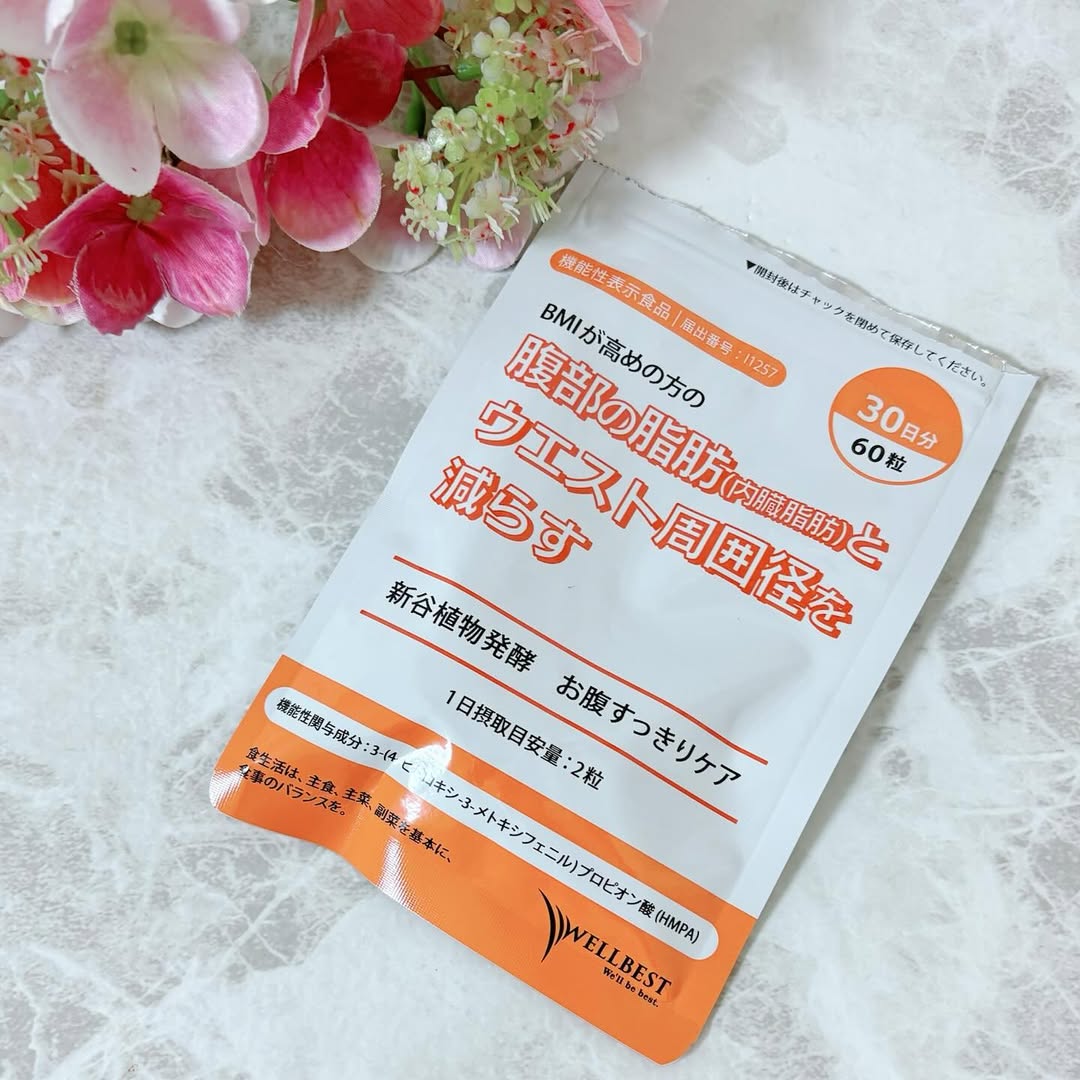 ▼開封後はチャックを閉めて保存してください。
機能性表示食品｜届出番号：I1257
BMIが高めの方の
腹部の脂肪(内臓脂肪)と
ウエスト周囲径を
減らす
30日分
60粒
新谷植物発酵 お腹すっきりケア
1日摂取目安量：2粒
機能性関与成分：3-(4-ヒドロキシ-3-メトキシフェニル)プロピオン酸(HMPA)
食生活は、主食、主菜、副菜を基本に、
食事のバランスを。
WELLBEST
We'll be best.